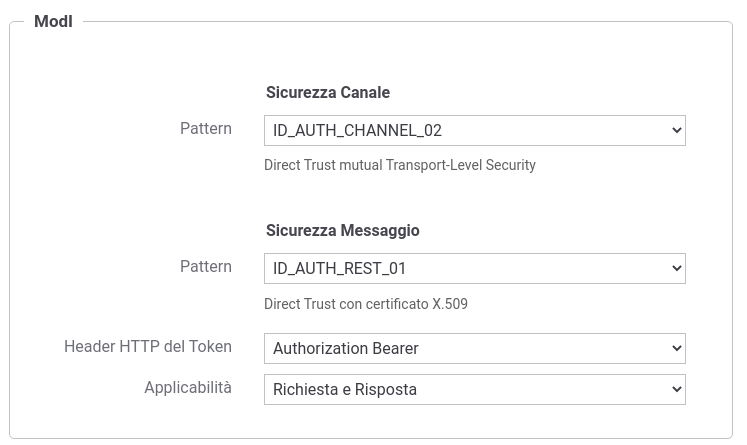 ModI
Sicurezza Canale
Pattern ID_AUTH_CHANNEL_02
Direct Trust mutual Transport-Level Security
Sicurezza Messaggio
Pattern ID_AUTH_REST_01
Direct Trust con certificato X.509
Header HTTP del Token Authorization Bearer
Applicabilità Richiesta e Risposta